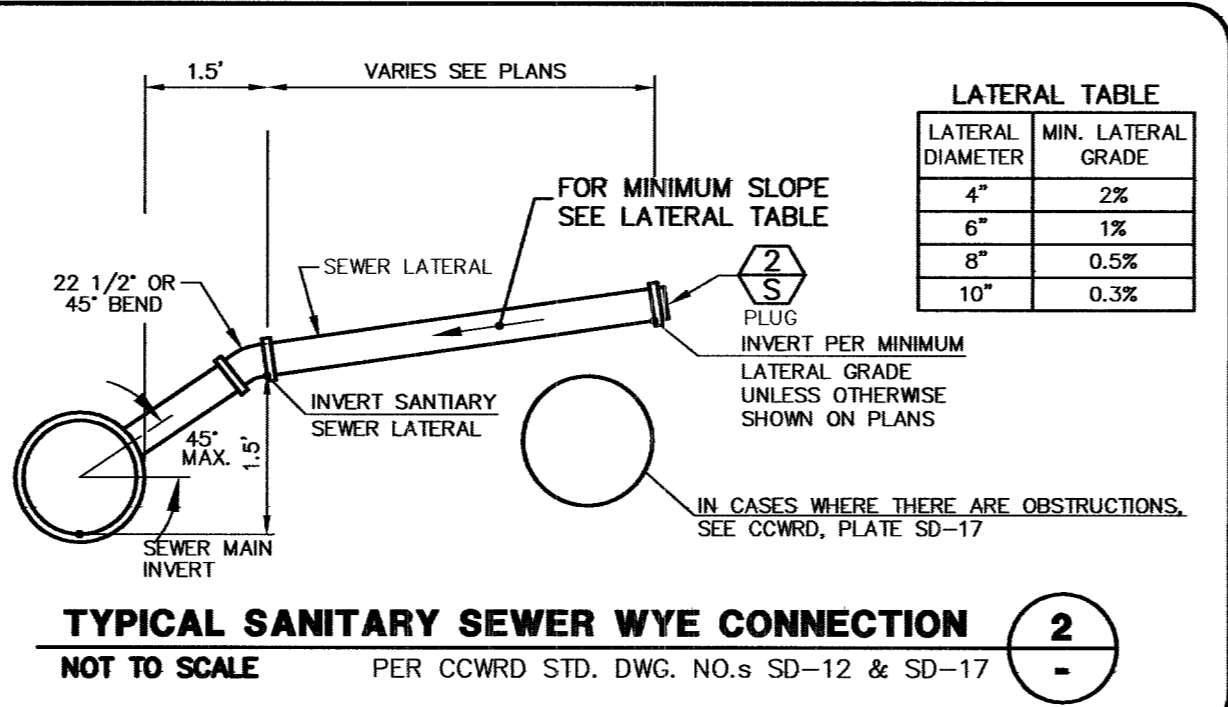 1.5'
VARIES SEE PLANS
LATERAL TABLE
LATERAL DIAMETER MIN. LATERAL GRADE
4" 2%
6" 1%
8" 0.5%
10" 0.3%
FOR MINIMUM SLOPE
SEE LATERAL TABLE
SEWER LATERAL
22 1/2° OR
45° BEND
2
S
PLUG
INVERT PER MINIMUM
LATERAL GRADE
UNLESS OTHERWISE
SHOWN ON PLANS
INVERT SANTIARY
SEWER LATERAL
45°
MAX.
1.5'
IN CASES WHERE THERE ARE OBSTRUCTIONS,
SEE CCWRD, PLATE SD-17
SEWER MAIN
INVERT
TYPICAL SANITARY SEWER WYE CONNECTION
2
-
NOT TO SCALE
PER CCWRD STD. DWG. NO.s SD-12 & SD-17